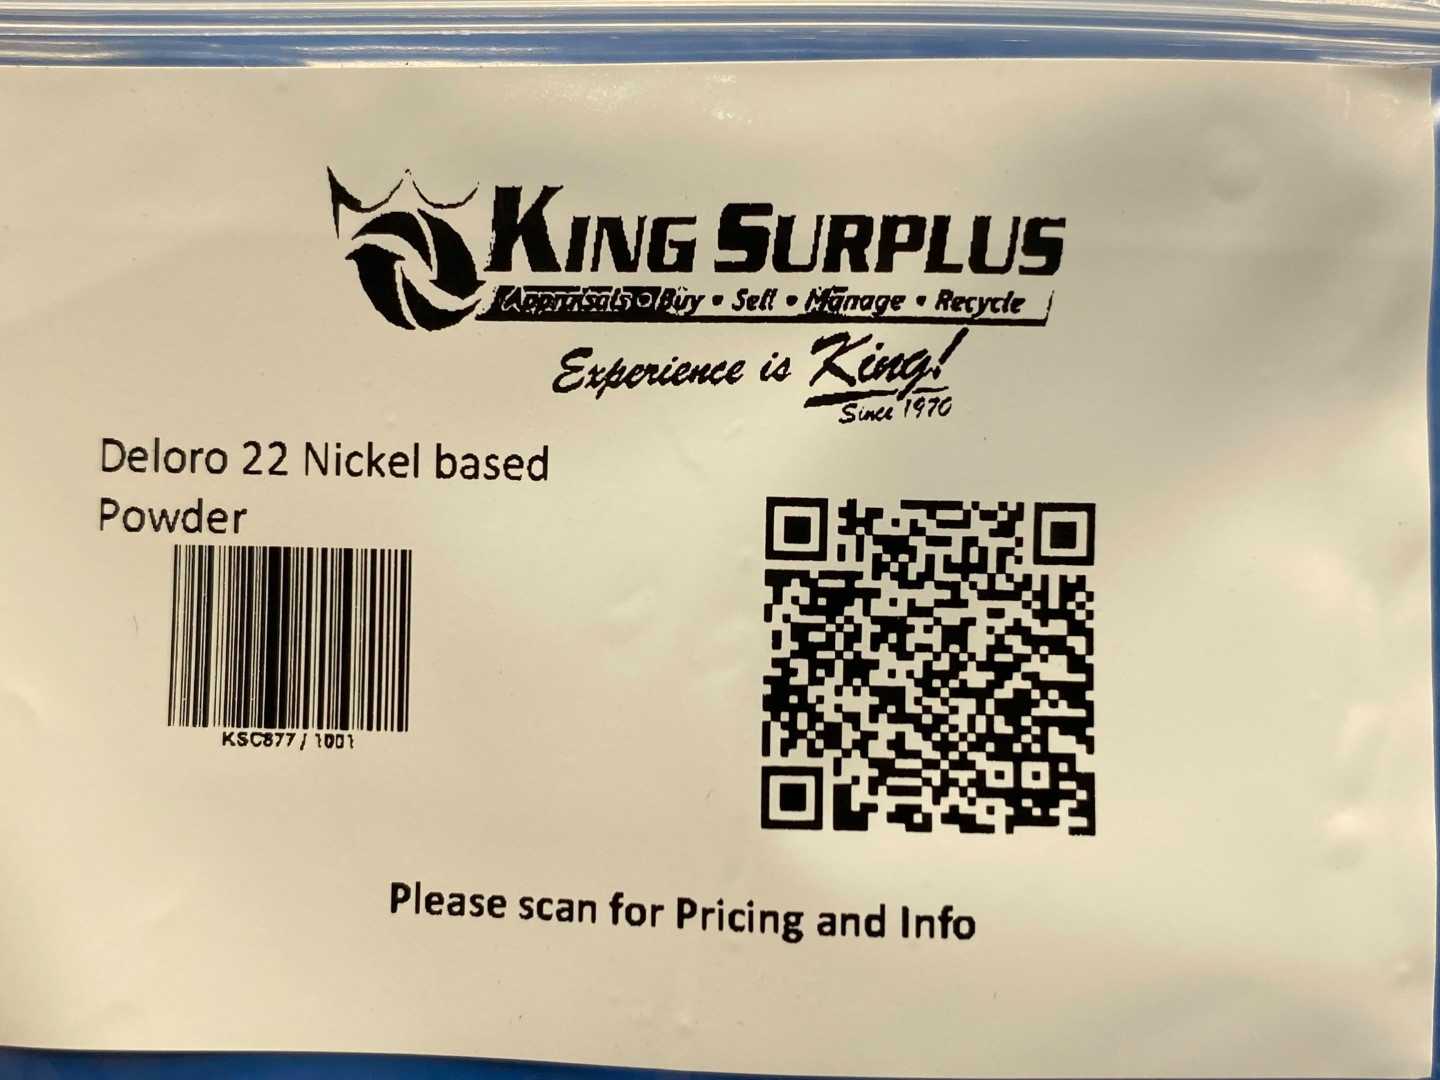 KING SURPLUS
Appraisals • Buy • Sell • Manage • Recycle
Experience is King!
Since 1970
Deloro 22 Nickel based
Powder
KSC877 / 1001
Please scan for Pricing and Info